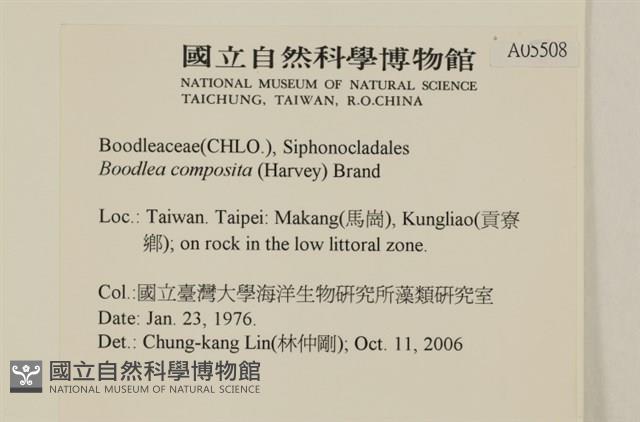 國立自然科學博物館
A05508
NATIONAL MUSEUM OF NATURAL SCIENCE
TAICHUNG, TAIWAN, R.O.CHINA
Boodleaceae(CHLO.), Siphonocladales
Boodlea composita (Harvey) Brand
Loc.: Taiwan. Taipei: Makang(馬崗), Kungliao(貢寮
鄉); on rock in the low littoral zone.
Col.:國立臺灣大學海洋生物研究所藻類研究室
Date: Jan. 23, 1976.
Det.: Chung-kang Lin(林仲剛); Oct. 11, 2006
國立自然科學博物館
NATIONAL MUSEUM OF NATURAL SCIENCE